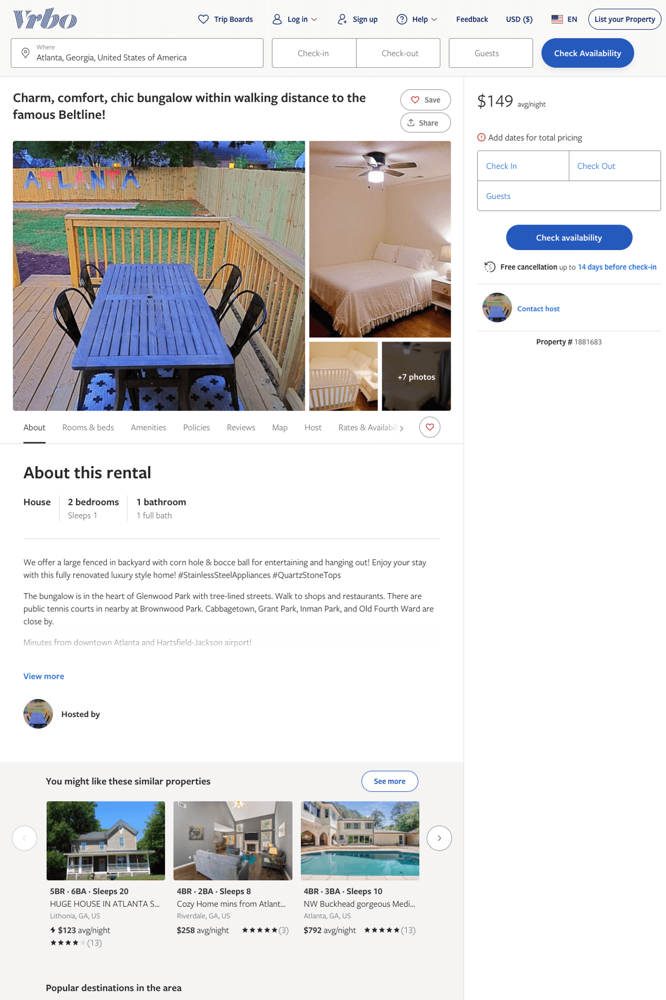 Vrbo
Trip Boards
Log in
Sign up
Help
Feedback
USD ($)
EN
List your Property
Where
Atlanta, Georgia, United States of America
Check-in
Check-out
Guests
Check Availability
Charm, comfort, chic bungalow within walking distance to the
famous Beltline!
Save
Share
ATLANTA
+7 photos
$149 avg/night
Add dates for total pricing
Check In
Check Out
Guests
Check availability
Free cancellation up to 14 days before check-in
Contact host
Property # 1881683
About
Rooms & beds
Amenities
Policies
Reviews
Map
Host
Rates & Availabili
About this rental
House
2 bedrooms
Sleeps 1
1 bathroom
1 full bath
We offer a large fenced in backyard with corn hole & bocce ball for entertaining and hanging out! Enjoy your stay
with this fully renovated luxury style home! #StainlessSteelAppliances #QuartzStoneTops
The bungalow is in the heart of Glenwood Park with tree-lined streets. Walk to shops and restaurants. There are
public tennis courts in nearby at Brownwood Park. Cabbagetown, Grant Park, Inman Park, and Old Fourth Ward are
close by.
Minutes from downtown Atlanta and Hartsfield-Jackson airport!
View more
Hosted by
You might like these similar properties
See more
5BR · 6BA · Sleeps 20
HUGE HOUSE IN ATLANTA S...
Lithonia, GA, US
$123 avg/night
(13)
4BR · 2BA · Sleeps 8
Cozy Home mins from Atlant...
Riverdale, GA, US
$258 avg/night
(3)
4BR · 3BA · Sleeps 10
NW Buckhead gorgeous Medi...
Atlanta, GA, US
$792 avg/night
(13)
Popular destinations in the area